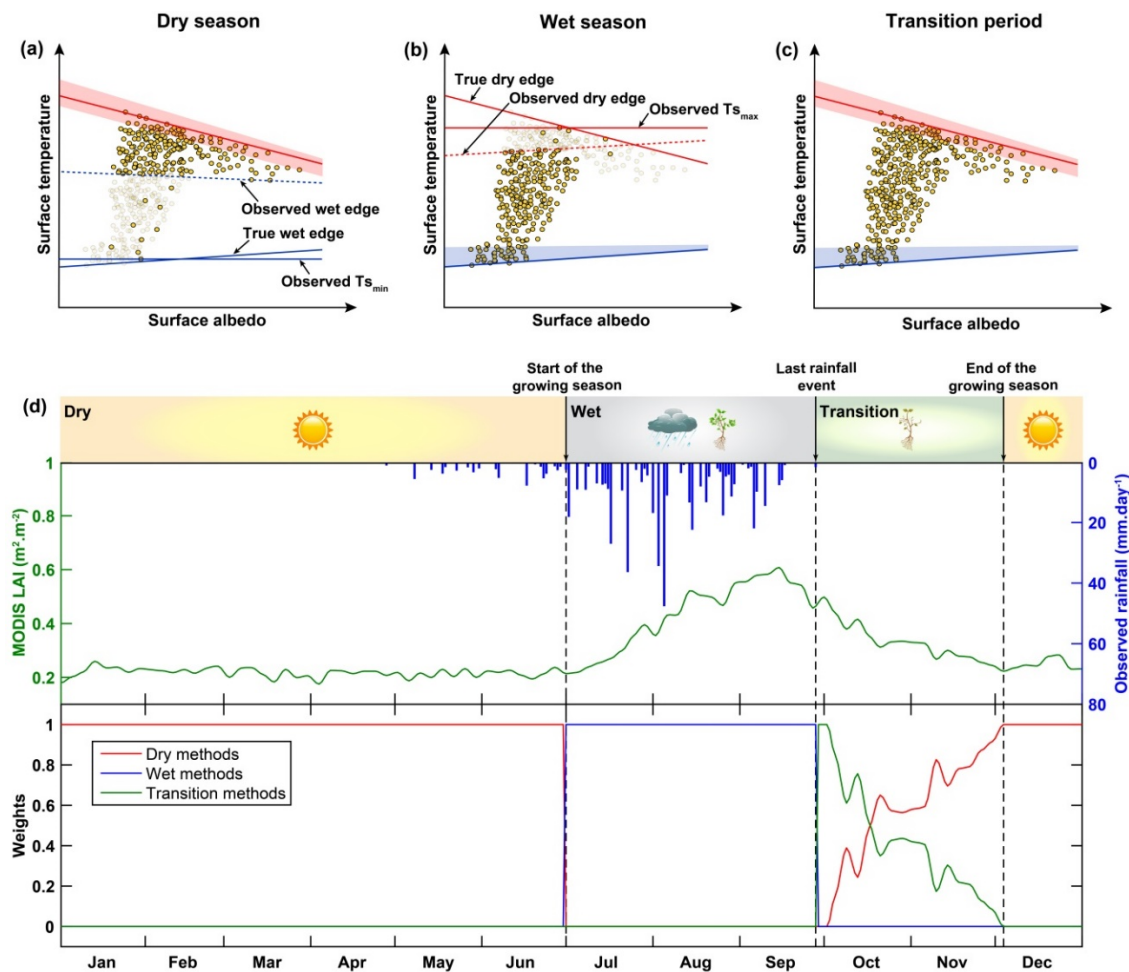 Dry season
Wet season
Transition period
(a)
Surface temperature
Observed wet edge
True wet edge
Observed Ts_min
Surface albedo
(b)
Surface temperature
True dry edge
Observed dry edge
Observed Ts_max
Surface albedo
(c)
Surface temperature
Surface albedo
Start of the
growing season
Last rainfall
event
End of the
growing season
(d)
Dry
Wet
Transition
MODIS LAI (m².m⁻²)
1
0.8
0.6
0.4
0.2
Observed rainfall (mm.day⁻¹)
0
20
40
60
80
Weights
1
0.8
0.6
0.4
0.2
0
Dry methods
Wet methods
Transition methods
Jan Feb Mar Apr May Jun Jul Aug Sep Oct Nov Dec